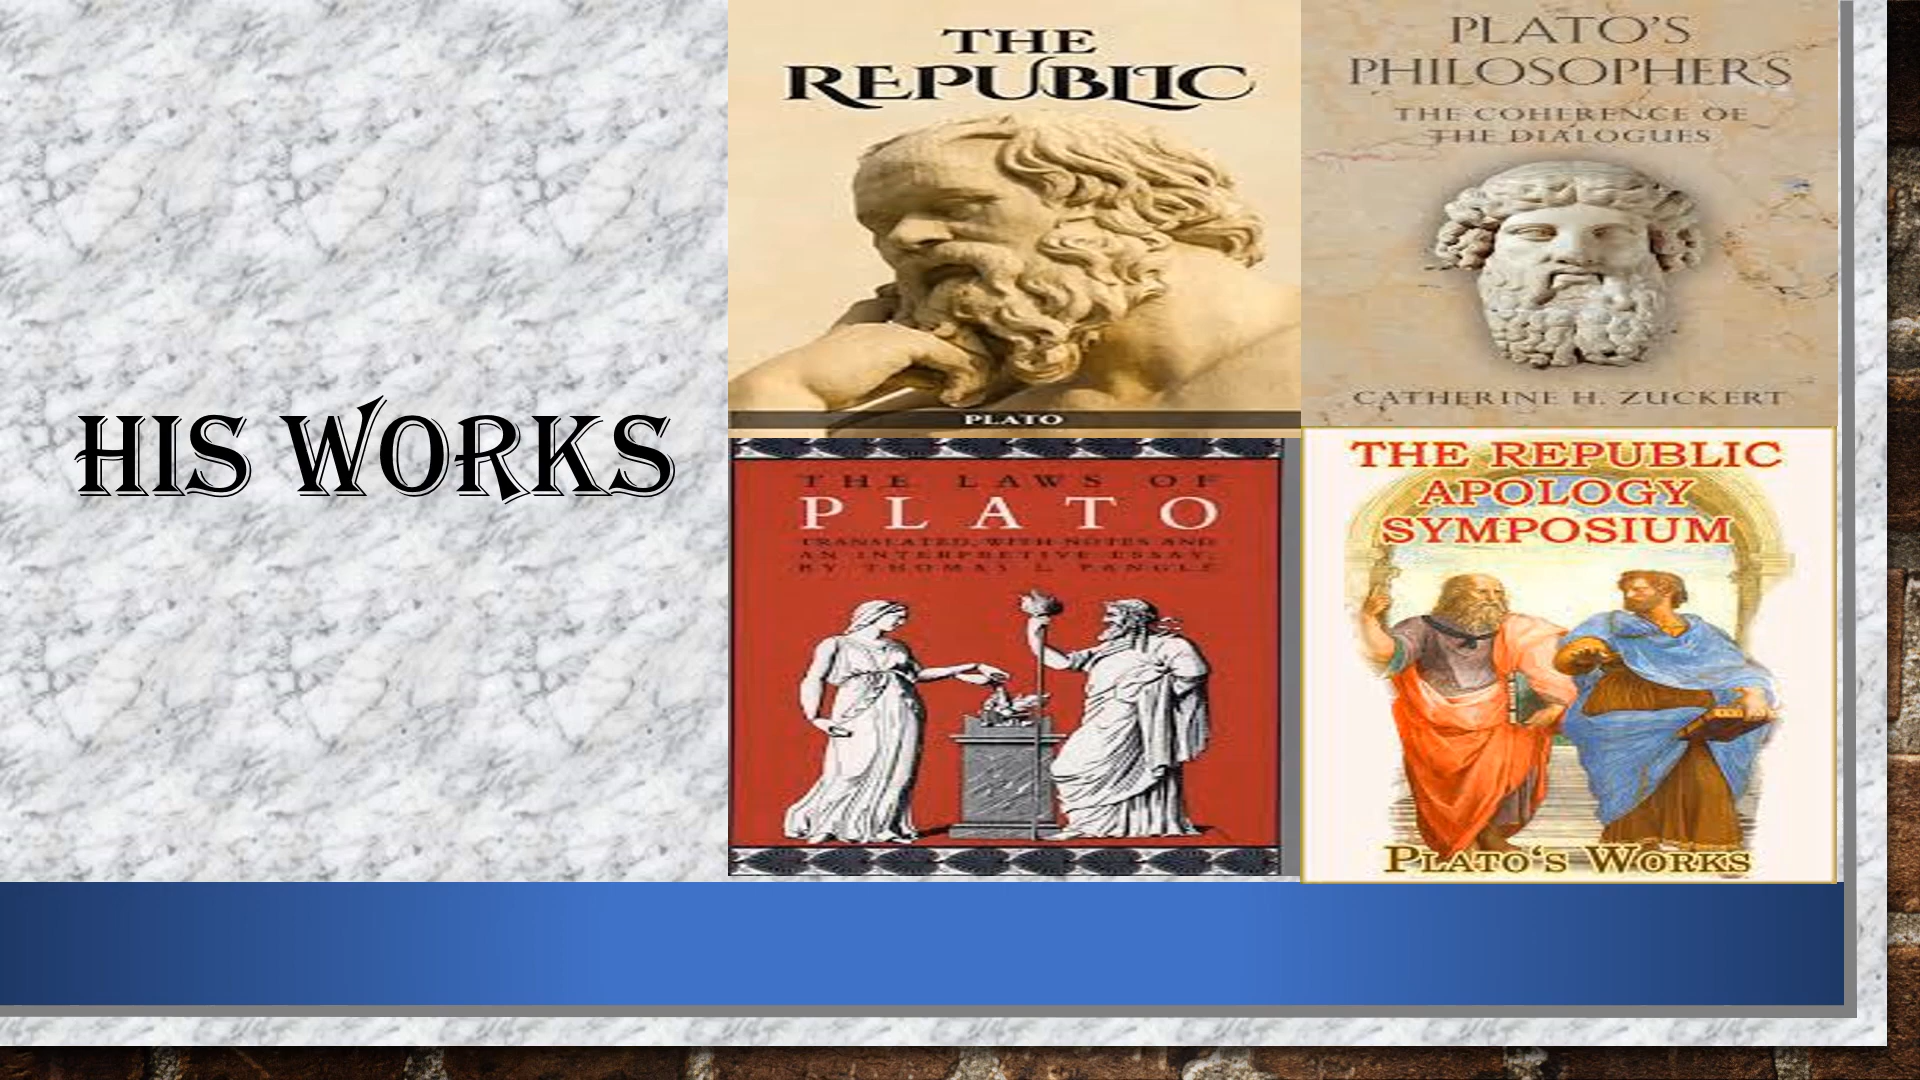 HIS WORKS
THE
REPUBLIC
PLATO
PLATO'S
PHILOSOPHERS
THE COHERENCE OF
THE DIALOGUES
CATHERINE H. ZUCKERT
THE LAWS OF
PLATO
TRANSLATED, WITH NOTES AND
AN INTERPRETIVE ESSAY,
BY THOMAS L. PANGLE
THE REPUBLIC
APOLOGY
SYMPOSIUM
PLATO‘S WORKS